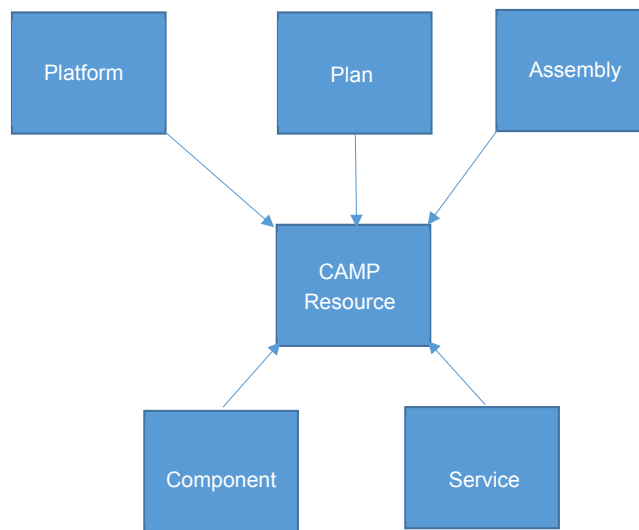 Platform
Plan
Assembly
CAMP
Resource
Component
Service